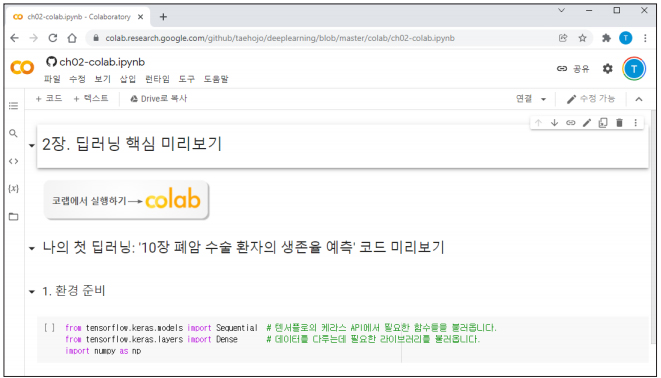 ch02-colab.ipynb - Colaboratory
colab.research.google.com/github/taehojo/deeplearning/blob/master/colab/ch02-colab.ipynb
ch02-colab.ipynb
공유
T
파일 수정 보기 삽입 런타임 도구 도움말
+ 코드 + 텍스트 Drive로 복사
연결 수정 가능
2장. 딥러닝 핵심 미리보기
코랩에서 실행하기 → colab
나의 첫 딥러닝: '10장 폐암 수술 환자의 생존율 예측' 코드 미리보기
1. 환경 준비
[ ] from tensorflow.keras.models import Sequential # 텐서플로의 케라스 API에서 필요한 함수들을 불러옵니다.
from tensorflow.keras.layers import Dense # 데이터를 다루는데 필요한 라이브러리를 불러옵니다.
import numpy as np